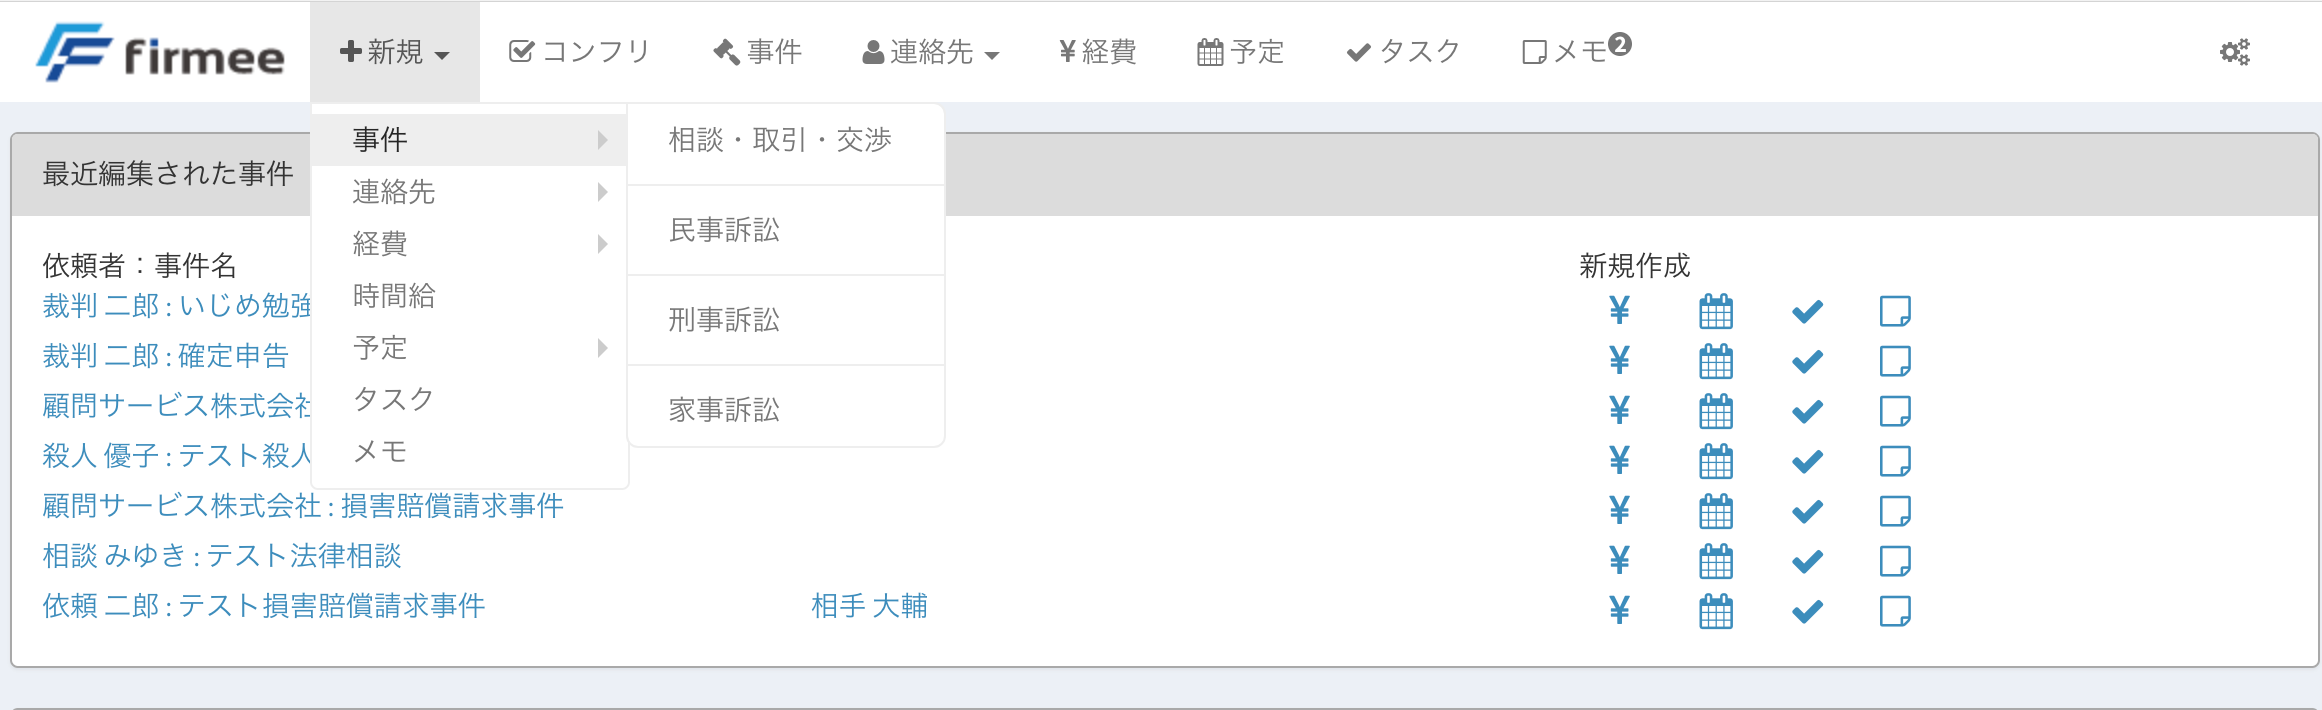 firmee 新規 コンフリ 事件 連絡先 ¥経費 予定 タスク メモ2
事件
連絡先
経費
時間給
予定
タスク
メモ
相談・取引・交渉
民事訴訟
刑事訴訟
家事訴訟
最近編集された事件
依頼者：事件名 新規作成
裁判 二郎 : いじめ勉強 ¥
裁判 二郎 : 確定申告 ¥
顧問サービス株式会社 ¥
殺人 優子 : テスト殺人 ¥
顧問サービス株式会社 : 損害賠償請求事件 ¥
相談 みゆき : テスト法律相談 ¥
依頼 二郎 : テスト損害賠償請求事件 相手 大輔 ¥